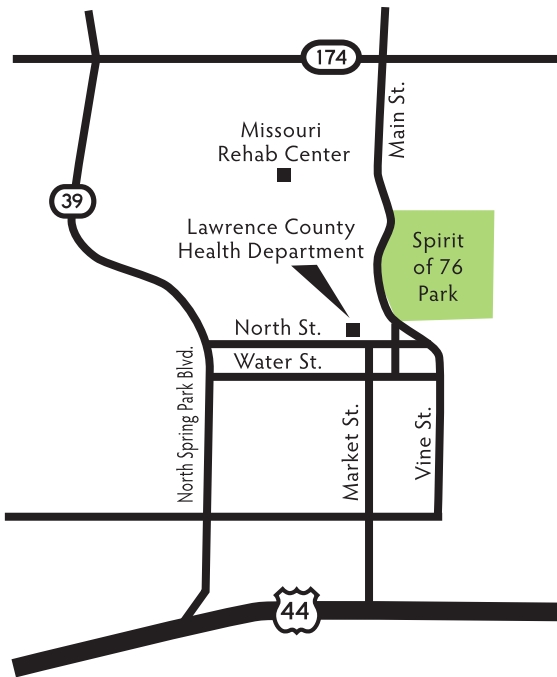 174
Main St.
Missouri
Rehab Center
39
Lawrence County
Health Department
Spirit
of 76
Park
North St.
Water St.
North Spring Park Blvd.
Market St.
Vine St.
44